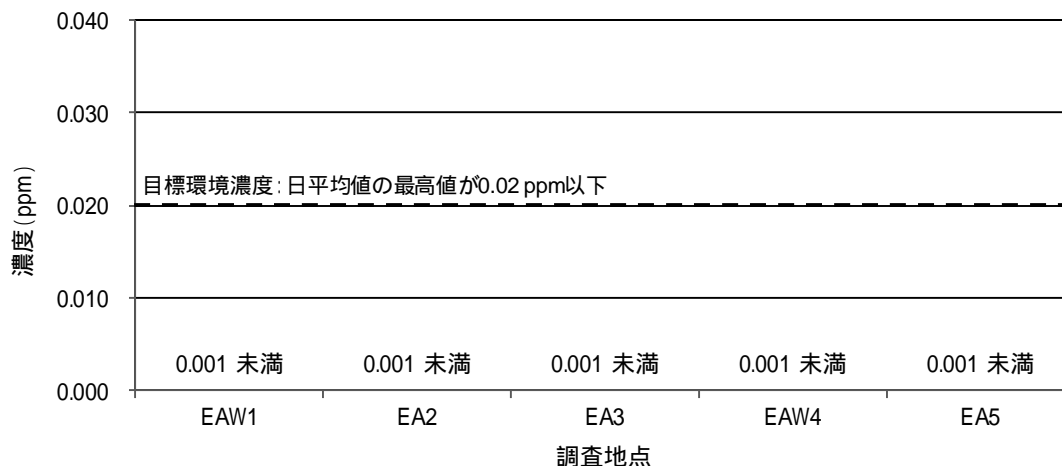 0.040
0.030
目標環境濃度:日平均値の最高値が0.02 ppm以下
0.020
0.010
0.001 未満 0.001 未満 0.001 未満 0.001 未満 0.001 未満
0.000
EAW1 EA2 EA3 EAW4 EA5
調査地点
濃度(ppm)